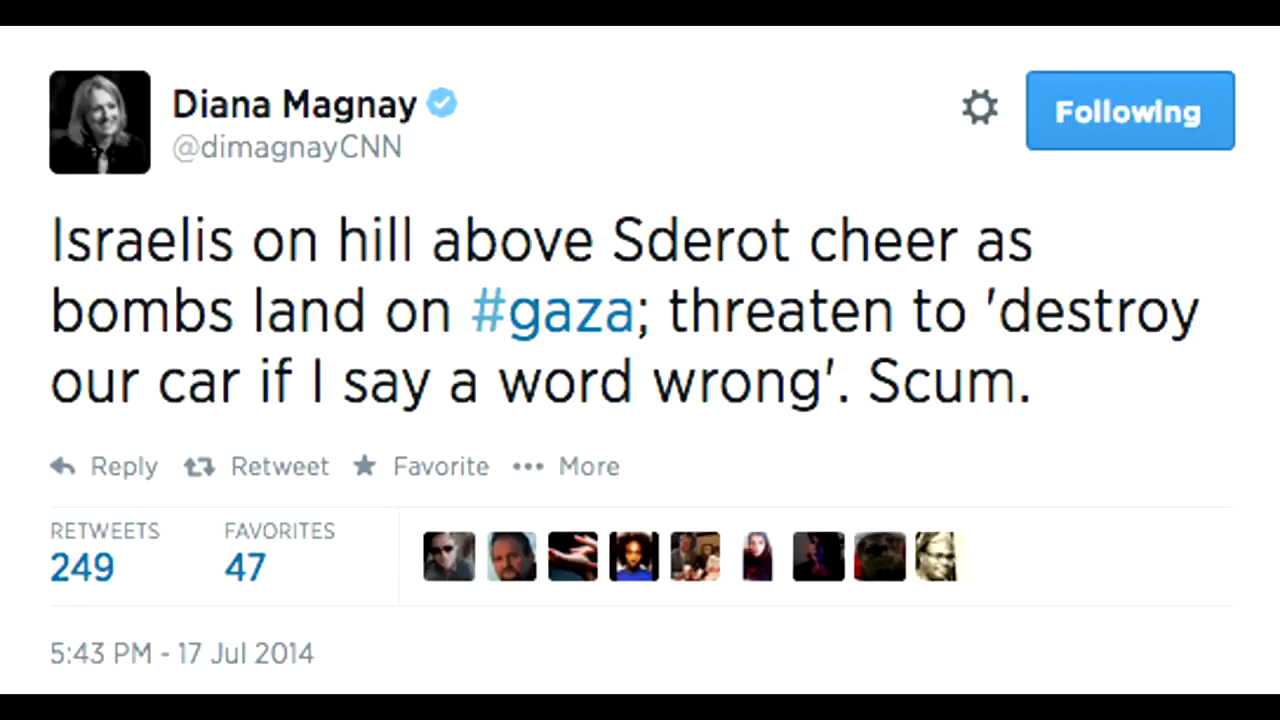 Diana Magnay
@dimagnayCNN
Following
Israelis on hill above Sderot cheer as
bombs land on #gaza; threaten to 'destroy
our car if I say a word wrong'. Scum.
Reply Retweet Favorite More
RETWEETS FAVORITES
249 47
5:43 PM - 17 Jul 2014